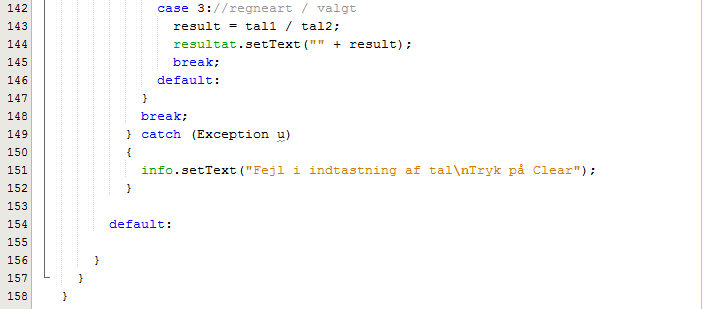 142 case 3://regneart / valgt
143 result = tal1 / tal2;
144 resultat.setText("" + result);
145 break;
146 default:
147 }
148 break;
149 } catch (Exception u)
150 {
151 info.setText("Fejl i indtastning af tal\nTryk på Clear");
152 }
153
154 default:
155
156 }
157 }
158 }